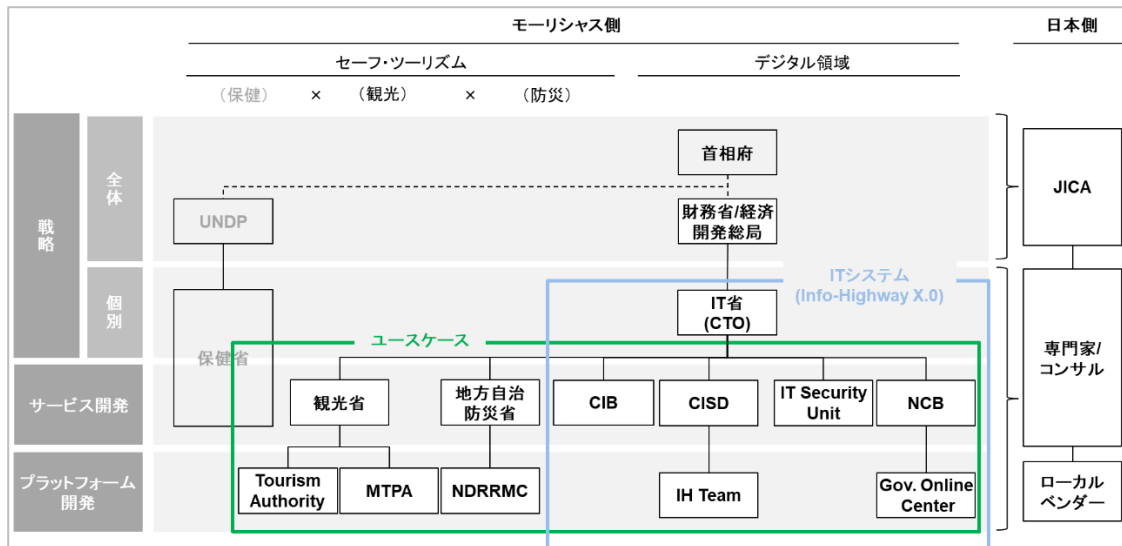 モーリシャス側
日本側
セーフ・ツーリズム
デジタル領域
(保健) × (観光) × (防災)
戦略
全体
首相府
JICA
UNDP
財務省/経済
開発総局
個別
ITシステム
(Info-Highway X.0)
IT省
(CTO)
ユースケース
保健省
専門家/
コンサル
サービス開発
観光省
地方自治
防災省
CIB
CISD
IT Security
Unit
NCB
プラットフォーム
開発
Tourism
Authority
MTPA
NDRRMC
IH Team
Gov. Online
Center
ローカル
ベンダー